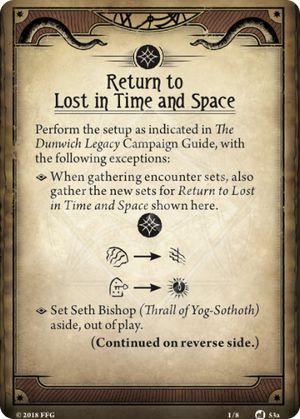 Return to
Lost in Time and Space
Perform the setup as indicated in The
Dunwich Legacy Campaign Guide, with
the following exceptions:
When gathering encounter sets, also
gather the new sets for Return to Lost
in Time and Space shown here.
Set Seth Bishop (Thrall of Yog-Sothoth)
aside, out of play.
(Continued on reverse side.)
© 2018 FFG
1/8
53a